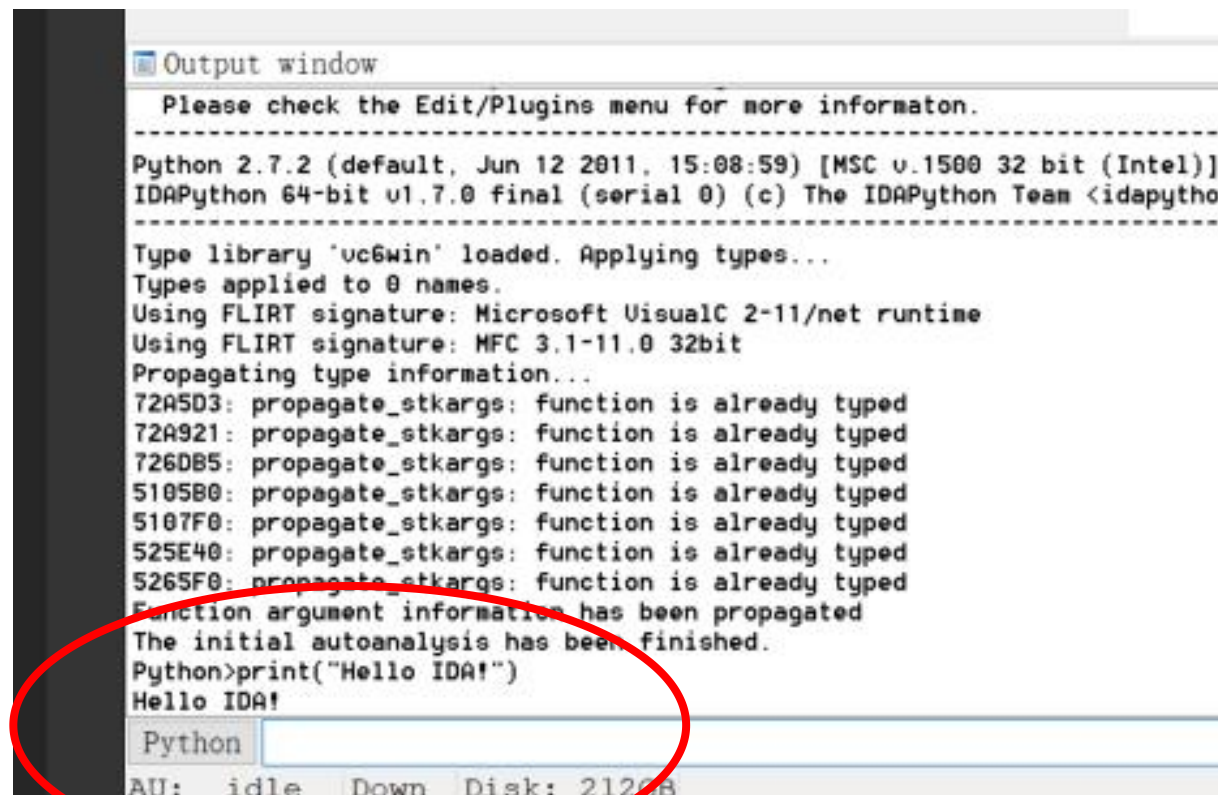 Output window
Please check the Edit/Plugins menu for more informaton.
--------------------------------------------------------------------------
Python 2.7.2 (default, Jun 12 2011, 15:08:59) [MSC v.1500 32 bit (Intel)]
IDAPython 64-bit v1.7.0 final (serial 0) (c) The IDAPython Team <idapytho
--------------------------------------------------------------------------
Type library 'vc6win' loaded. Applying types...
Types applied to 0 names.
Using FLIRT signature: Microsoft VisualC 2-11/net runtime
Using FLIRT signature: MFC 3.1-11.0 32bit
Propagating type information...
72A5D3: propagate_stkargs: function is already typed
72A921: propagate_stkargs: function is already typed
726DB5: propagate_stkargs: function is already typed
5105B0: propagate_stkargs: function is already typed
5107F0: propagate_stkargs: function is already typed
525E40: propagate_stkargs: function is already typed
5265F0: propagate_stkargs: function is already typed
Function argument information has been propagated
The initial autoanalysis has been finished.
Python>print("Hello IDA!")
Hello IDA!
Python
AU: idle Down Disk: 212GB